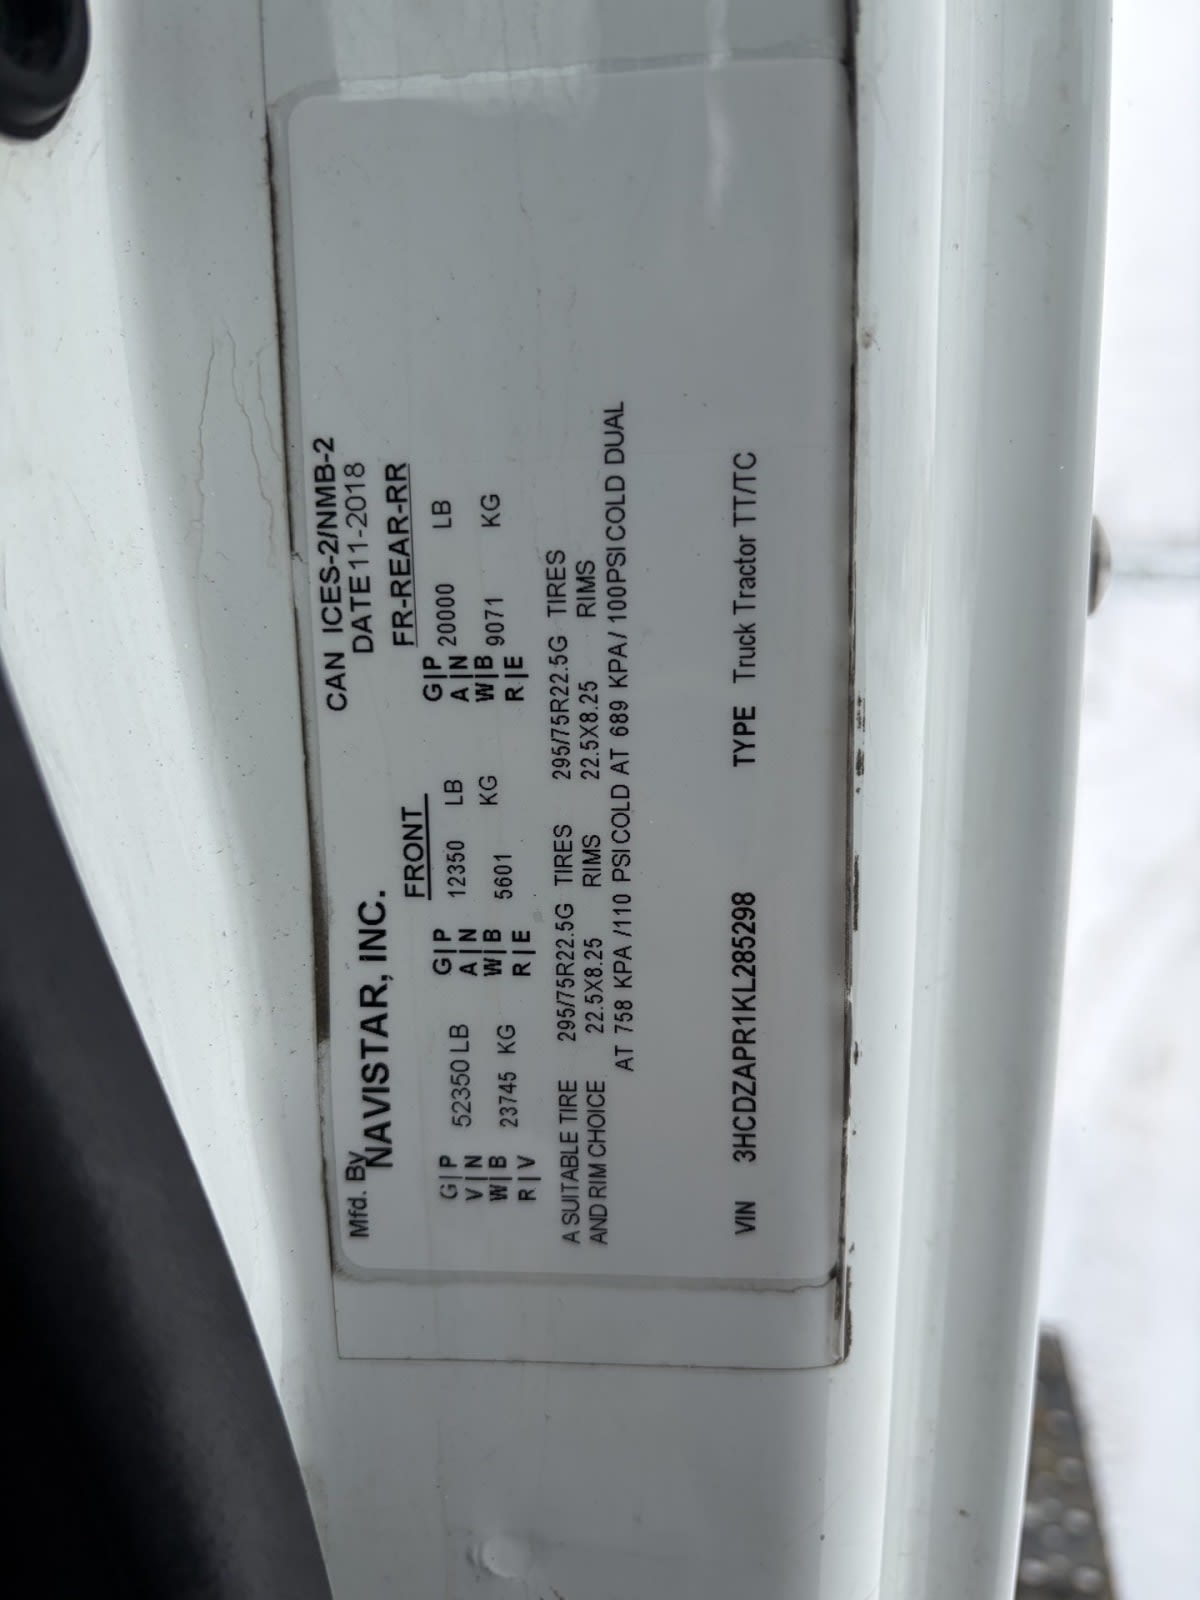 CAN ICES-2/NMB-2
Mfd. By
NAVISTAR, INC. DATE 11-2018
FRONT FR-REAR-RR
G|P 52350 LB G|P 12350 LB G|P 20000 LB
V|N A|N A|N
W|B 23745 KG W|B 5601 KG W|B 9071 KG
R|V R|E R|E
A SUITABLE TIRE 295/75R22.5G TIRES 295/75R22.5G TIRES
AND RIM CHOICE 22.5X8.25 RIMS 22.5X8.25 RIMS
AT 758 KPA /110 PSI COLD AT 689 KPA/ 100PSI COLD DUAL
VIN 3HCDZAPR1KL285298 TYPE Truck Tractor TT/TC